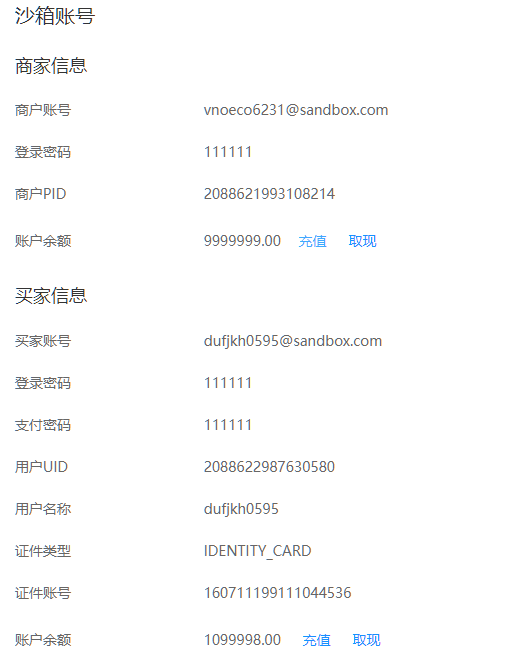 沙箱账号
商家信息
商户账号 vnoeco6231@sandbox.com
登录密码 111111
商户PID 2088621993108214
账户余额 9999999.00 充值 取现
买家信息
买家账号 dufjkh0595@sandbox.com
登录密码 111111
支付密码 111111
用户UID 2088622987630580
用户名称 dufjkh0595
证件类型 IDENTITY_CARD
证件账号 160711199111044536
账户余额 1099998.00 充值 取现